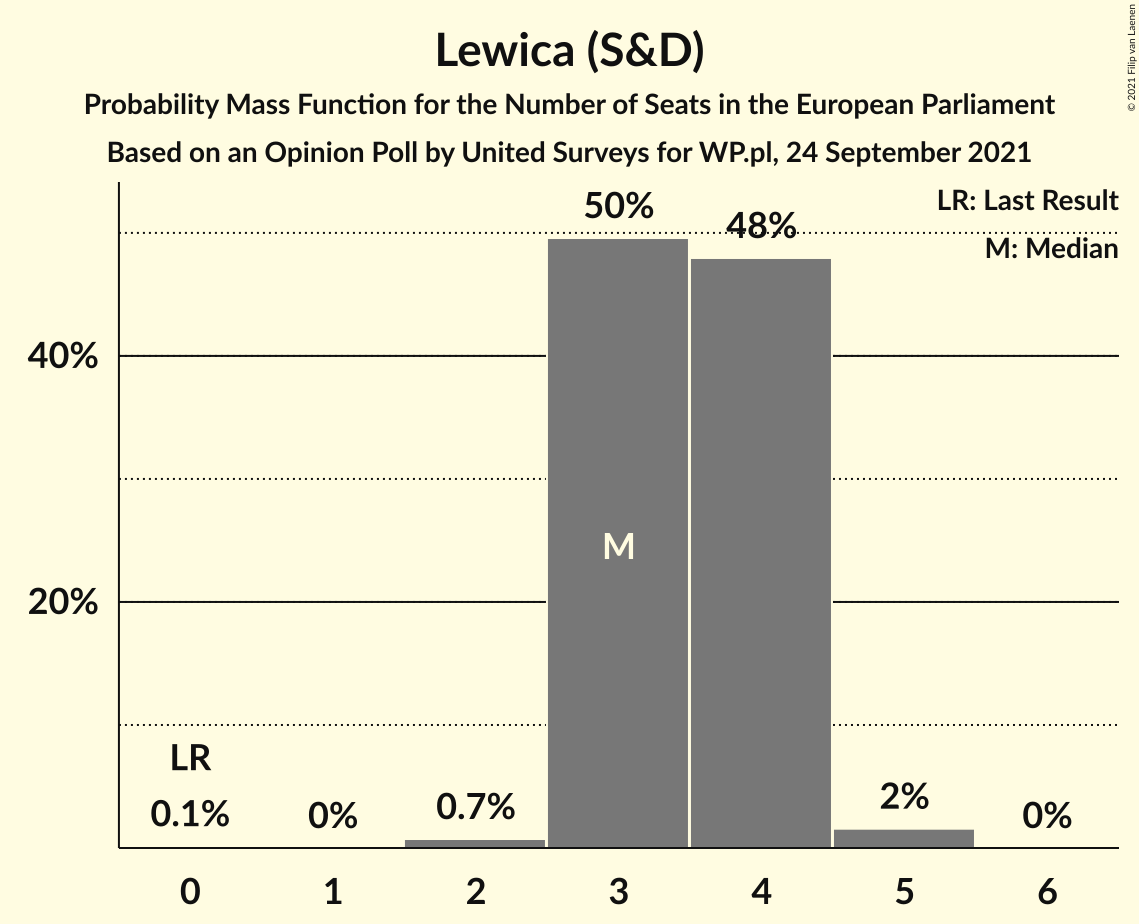 Lewica (S&D)
Probability Mass Function for the Number of Seats in the European Parliament
Based on an Opinion Poll by United Surveys for WP.pl, 24 September 2021
© 2021 Filip van Laenen
LR: Last Result
M: Median
50%
48%
40%
20%
M
LR
0.1%
0%
0.7%
2%
0%
0
1
2
3
4
5
6